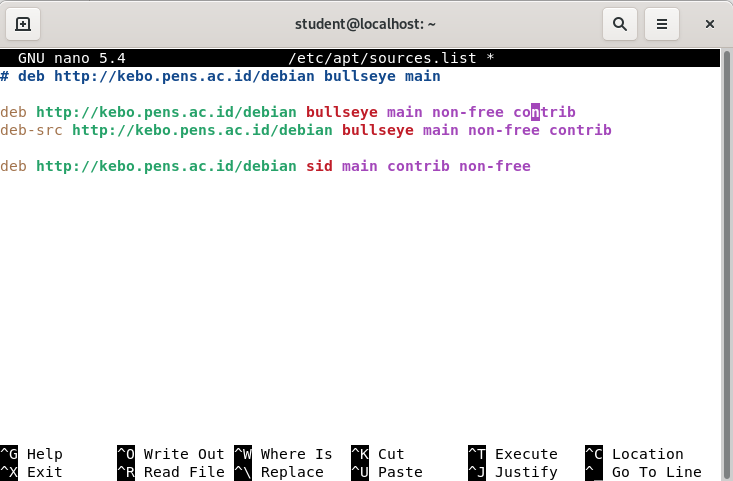 student@localhost: ~
GNU nano 5.4 /etc/apt/sources.list *
# deb http://kebo.pens.ac.id/debian bullseye main
deb http://kebo.pens.ac.id/debian bullseye main non-free contrib
deb-src http://kebo.pens.ac.id/debian bullseye main non-free contrib
deb http://kebo.pens.ac.id/debian sid main contrib non-free
^G Help ^O Write Out ^W Where Is ^K Cut ^T Execute ^C Location
^X Exit ^R Read File ^\ Replace ^U Paste ^J Justify ^_ Go To Line